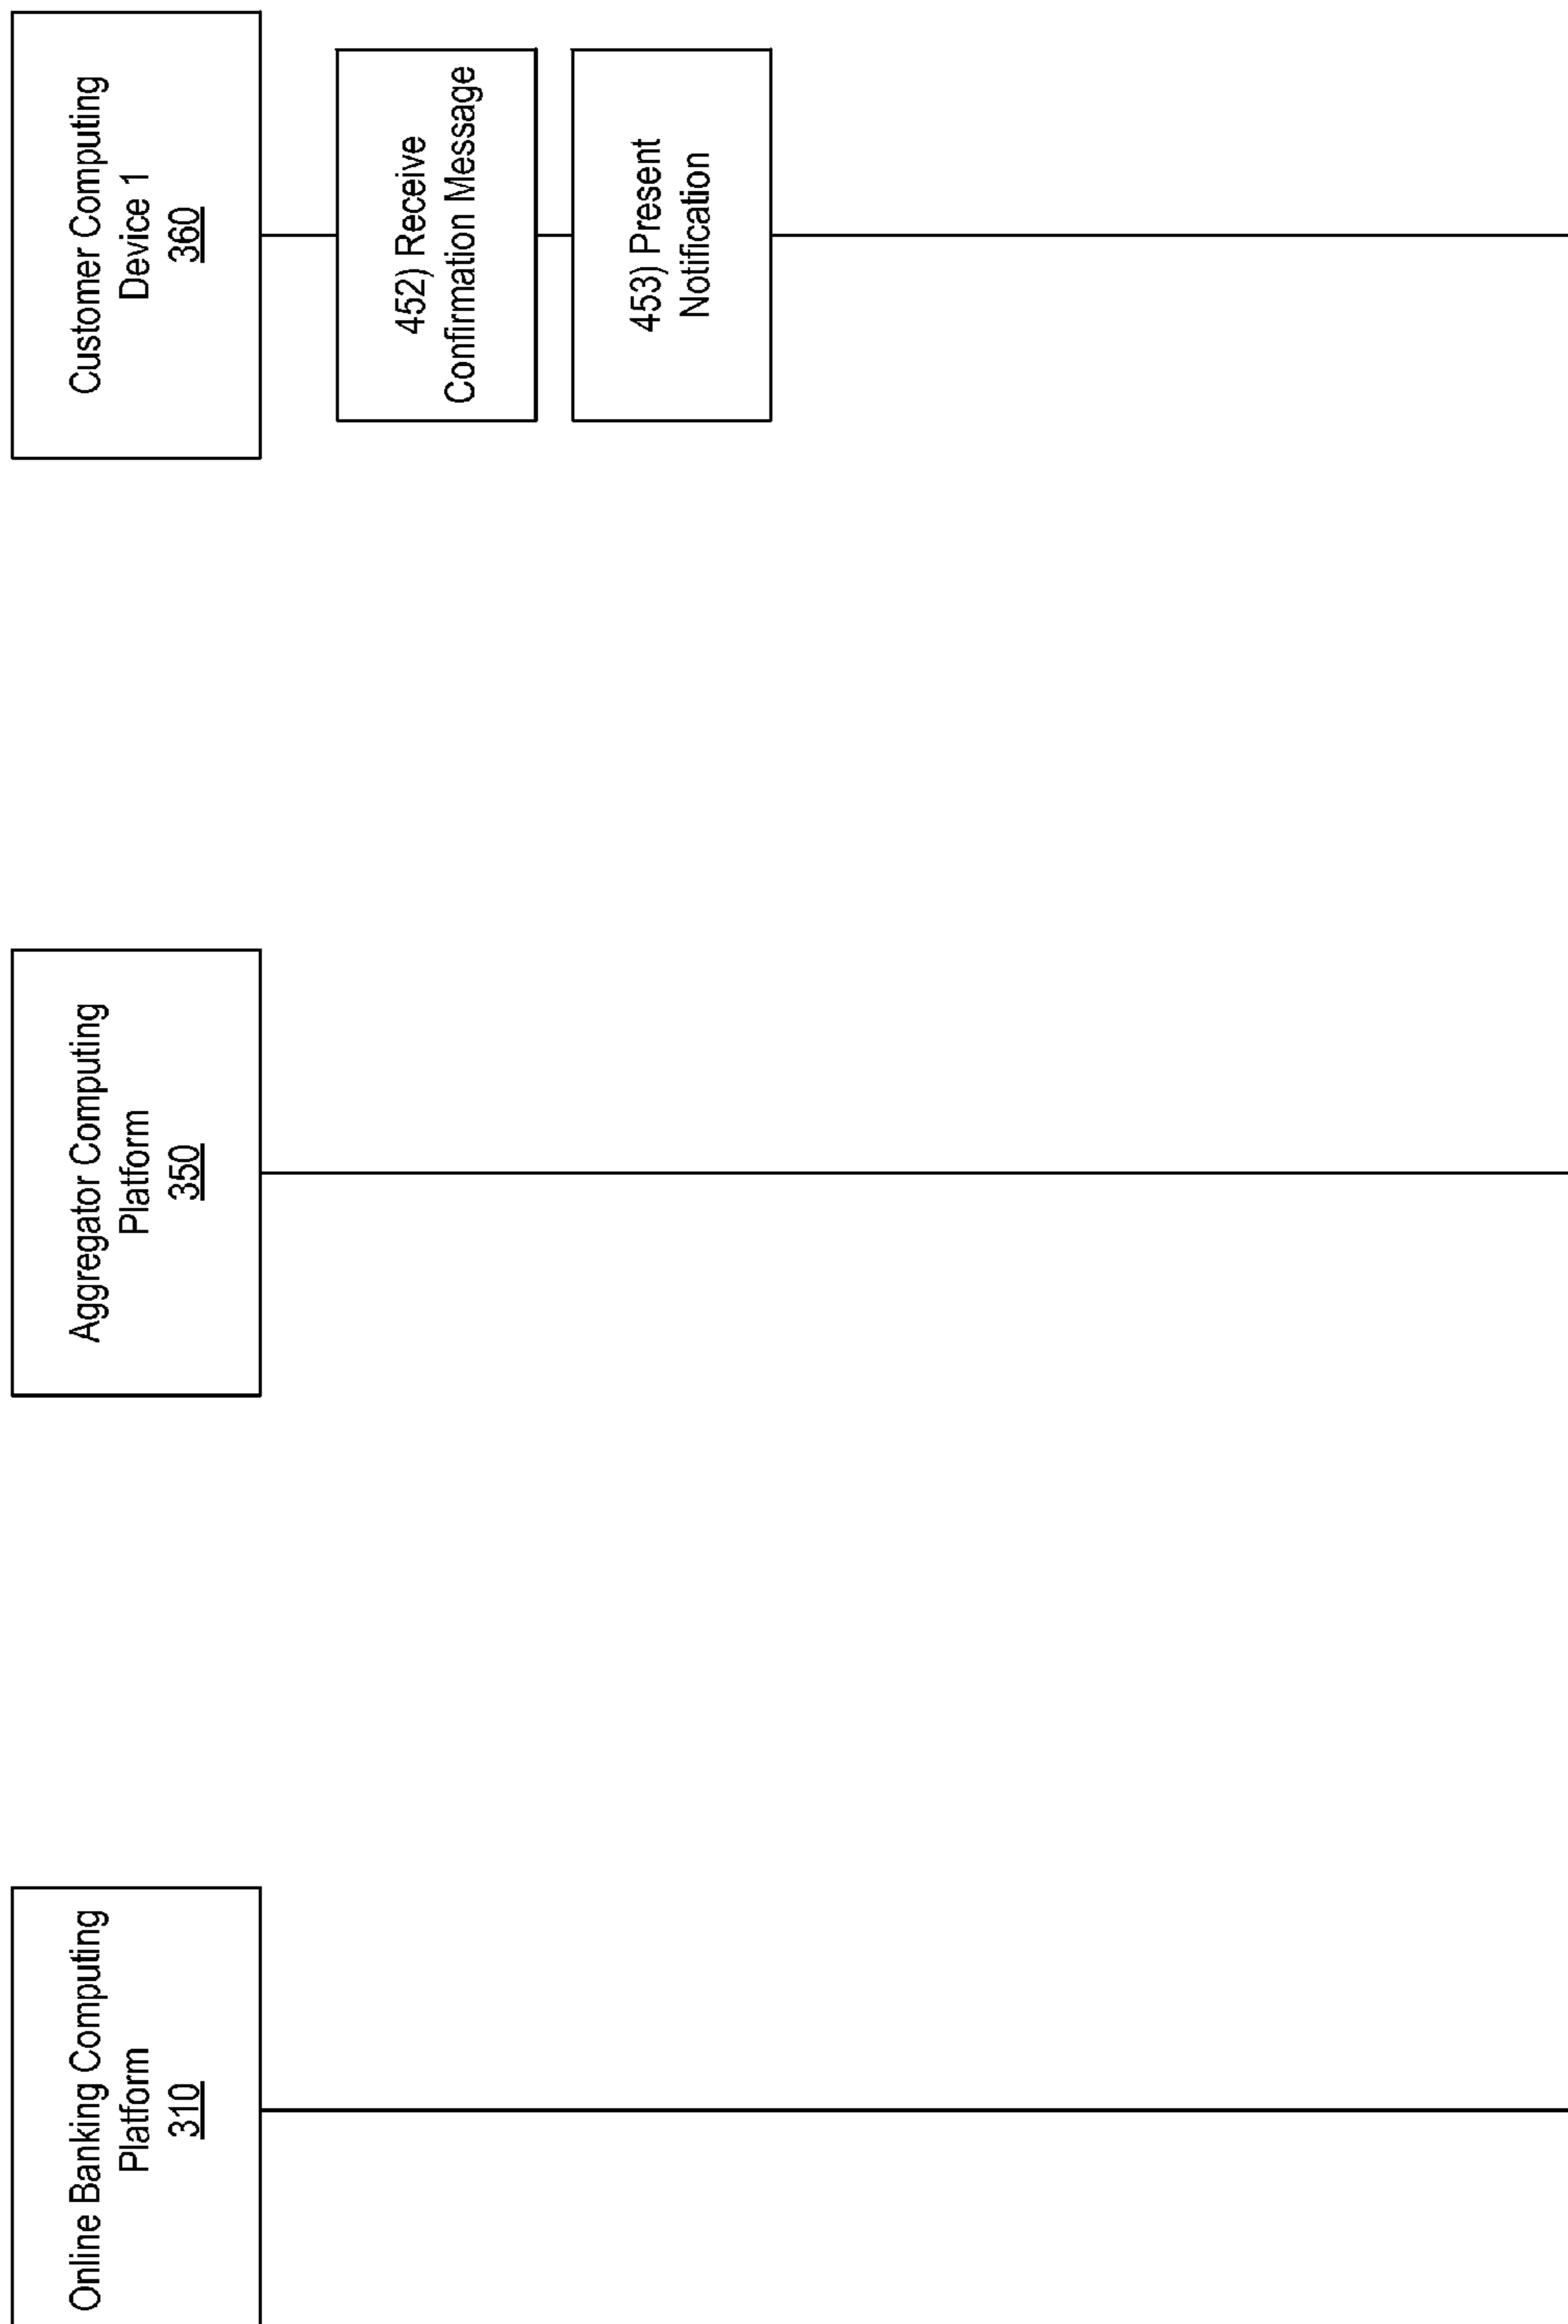 Online Banking Computing
Platform
310
Aggregator Computing
Platform
350
Customer Computing
Device 1
360
452) Receive
Confirmation Message
453) Present
Notification